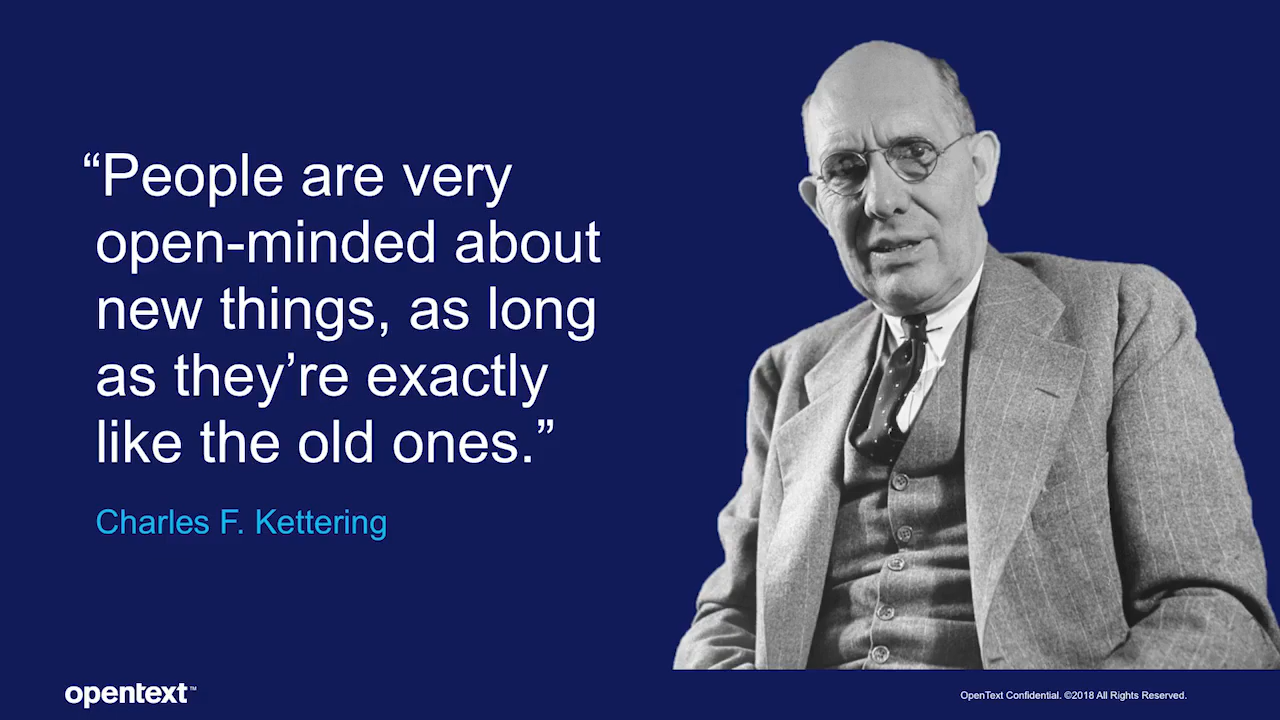 “People are very
open-minded about
new things, as long
as they’re exactly
like the old ones.”
Charles F. Kettering
opentext™
OpenText Confidential. ©2018 All Rights Reserved.